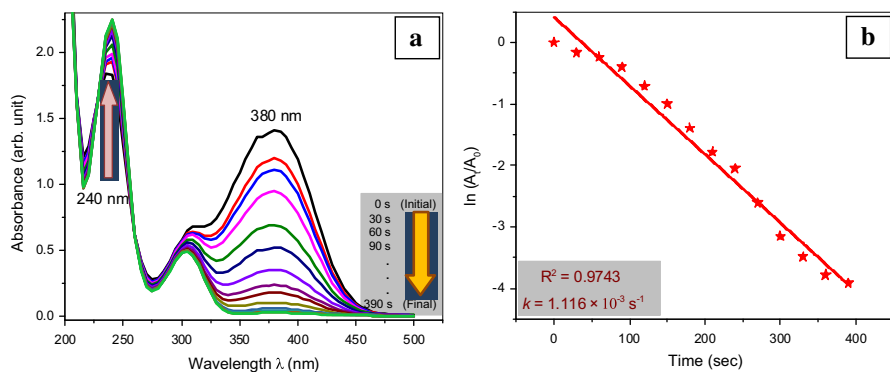 a
2.0
1.5
1.0
0.5
0.0
Absorbance (arb. unit)
380 nm
240 nm
0 s (Initial)
30 s
60 s
90 s
.
.
.
390 s (Final)
200 250 300 350 400 450 500
Wavelength λ (nm)
b
0
-1
-2
-3
-4
ln (At/A0)
R² = 0.9743
k = 1.116 × 10⁻³ s⁻¹
0 100 200 300 400
Time (sec)